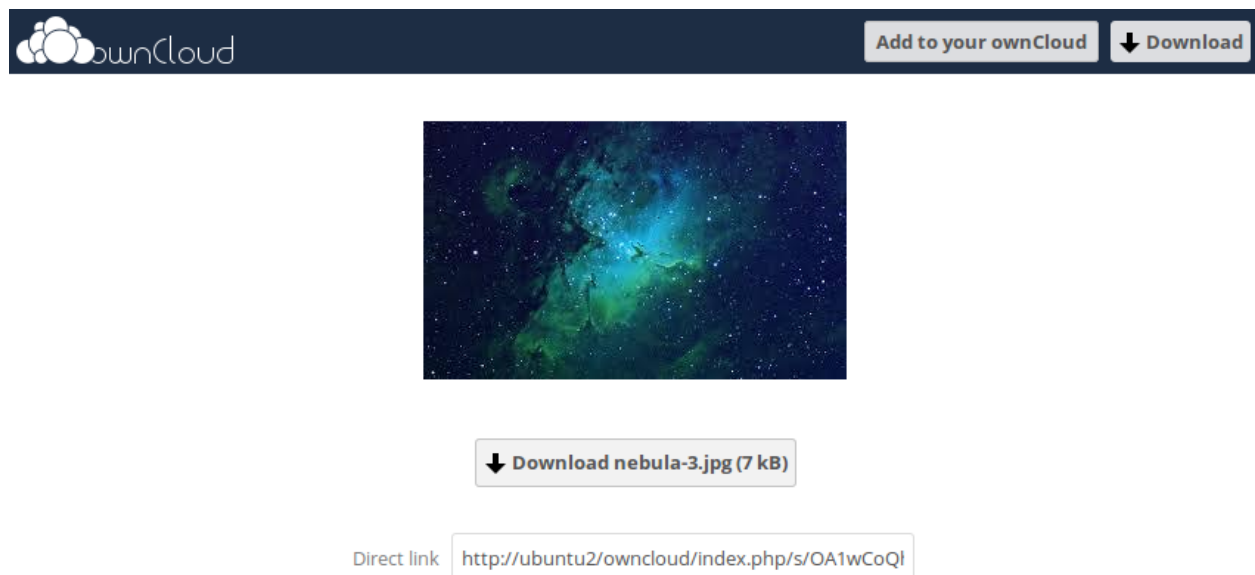 ownCloud
Add to your ownCloud
Download
Download nebula-3.jpg (7 kB)
Direct link
http://ubuntu2/owncloud/index.php/s/OA1wCoQ